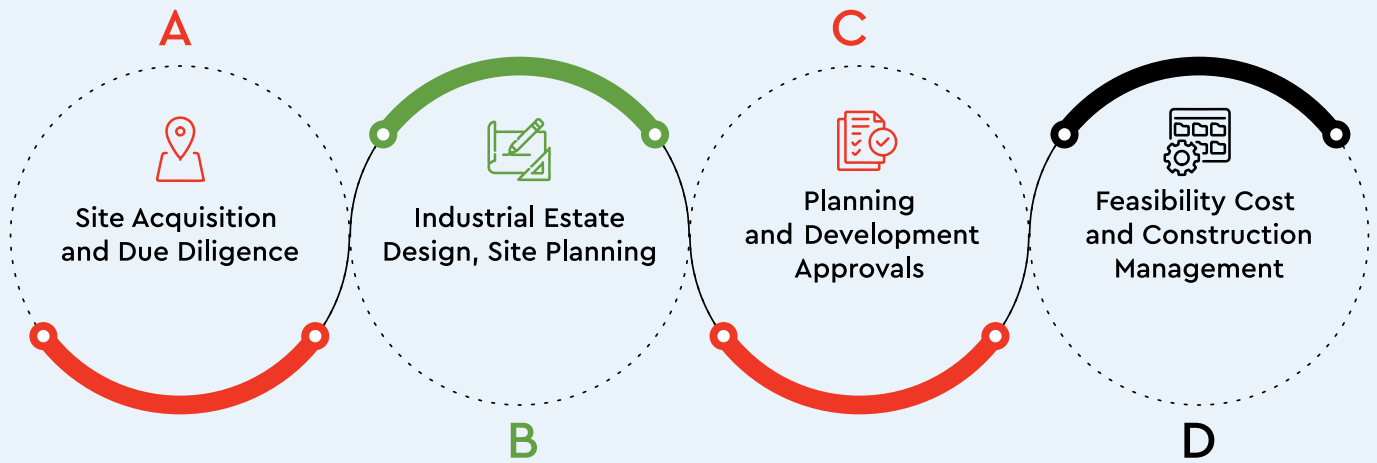 A
Site Acquisition
and Due Diligence
B
Industrial Estate
Design, Site Planning
C
Planning
and Development
Approvals
D
Feasibility Cost
and Construction
Management